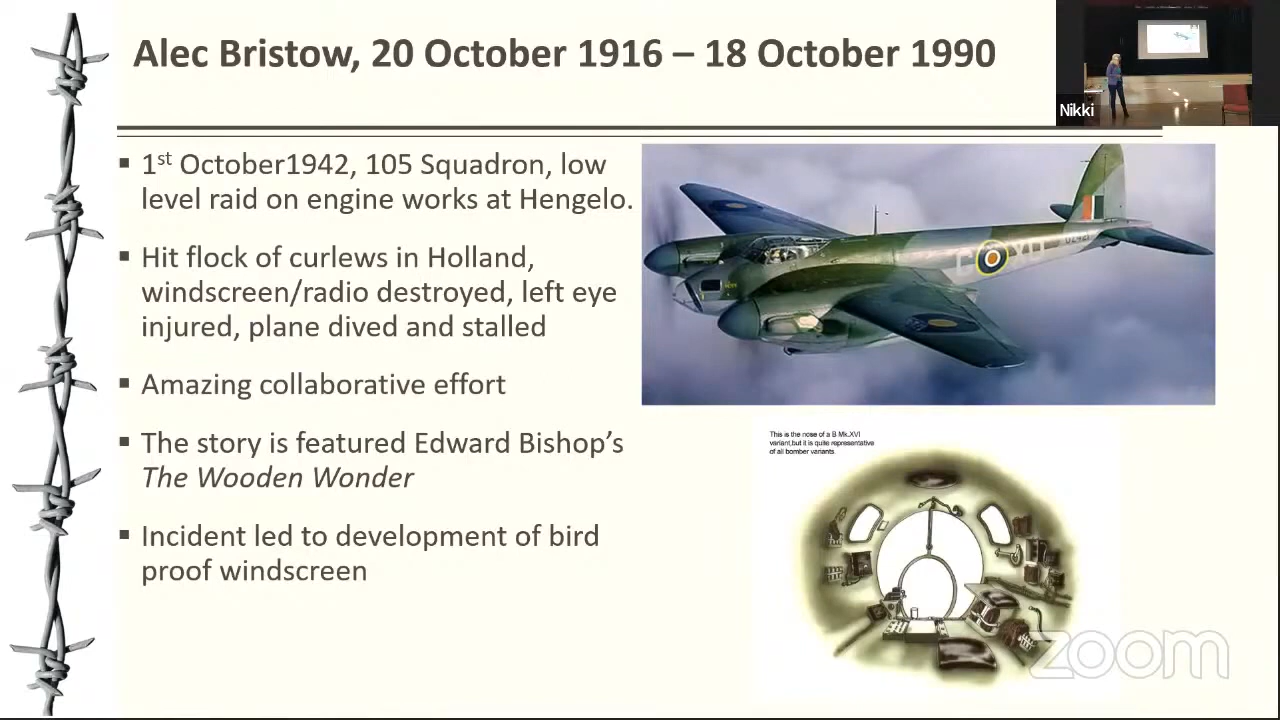 Alec Bristow, 20 October 1916 – 18 October 1990
Nikki
▪ 1st October1942, 105 Squadron, low
level raid on engine works at Hengelo.
▪ Hit flock of curlews in Holland,
windscreen/radio destroyed, left eye
injured, plane dived and stalled
▪ Amazing collaborative effort
▪ The story is featured Edward Bishop’s
The Wooden Wonder
▪ Incident led to development of bird
proof windscreen
This is the nose of a B Mk.XVI
variant,but it is quite representative
of all bomber variants.
zoom